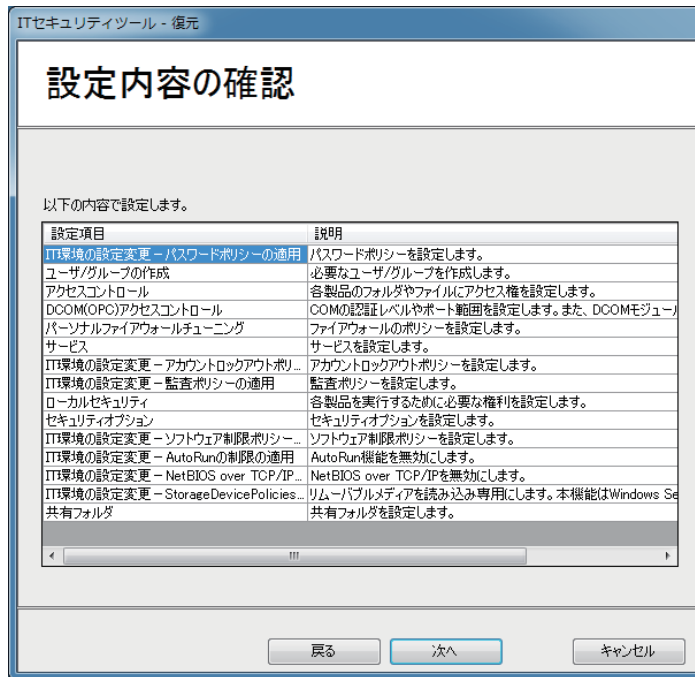 ITセキュリティツール - 復元
設定内容の確認
以下の内容で設定します。
設定項目 説明
IT環境の設定変更－パスワードポリシーの適用 パスワードポリシーを設定します。
ユーザ/グループの作成 必要なユーザ/グループを作成します。
アクセスコントロール 各製品のフォルダやファイルにアクセス権を設定します。
DCOM(OPC)アクセスコントロール COMの認証レベルやポート範囲を設定します。また、DCOMモジュール
パーソナルファイアウォールチューニング ファイアウォールのポリシーを設定します。
サービス サービスを設定します。
IT環境の設定変更－アカウントロックアウトポリ... アカウントロックアウトポリシーを設定します。
IT環境の設定変更－監査ポリシーの適用 監査ポリシーを設定します。
ローカルセキュリティ 各製品を実行するために必要な権利を設定します。
セキュリティオプション セキュリティオプションを設定します。
IT環境の設定変更－ソフトウェア制限ポリシー... ソフトウェア制限ポリシーを設定します。
IT環境の設定変更－AutoRunの制限の適用 AutoRun機能を無効にします。
IT環境の設定変更－NetBIOS over TCP/IP... NetBIOS over TCP/IPを無効にします。
IT環境の設定変更－StorageDevicePolicies... リムーバブルメディアを読み込み専用にします。本機能はWindows Se
共有フォルダ 共有フォルダを設定します。
戻る 次へ キャンセル